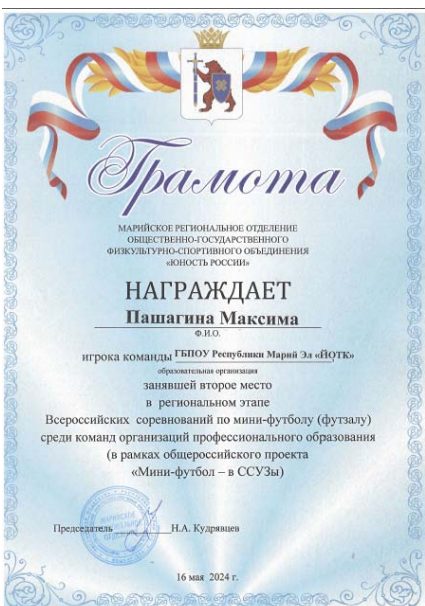 Грамота
МАРИЙСКОЕ РЕГИОНАЛЬНОЕ ОТДЕЛЕНИЕ
ОБЩЕСТВЕННО-ГОСУДАРСТВЕННОГО
ФИЗКУЛЬТУРНО-СПОРТИВНОГО ОБЪЕДИНЕНИЯ
«ЮНОСТЬ РОССИИ»
НАГРАЖДАЕТ
Пашагина Максима
Ф.И.О.
игрока команды ГБПОУ Республики Марий Эл «ЙОТК»
образовательная организация
занявшей второе место
в региональном этапе
Всероссийских соревнований по мини-футболу (футзалу)
среди команд организаций профессионального образования
(в рамках общероссийского проекта
«Мини-футбол – в ССУЗы)
Председатель Н.А. Кудрявцев
16 мая 2024 г.